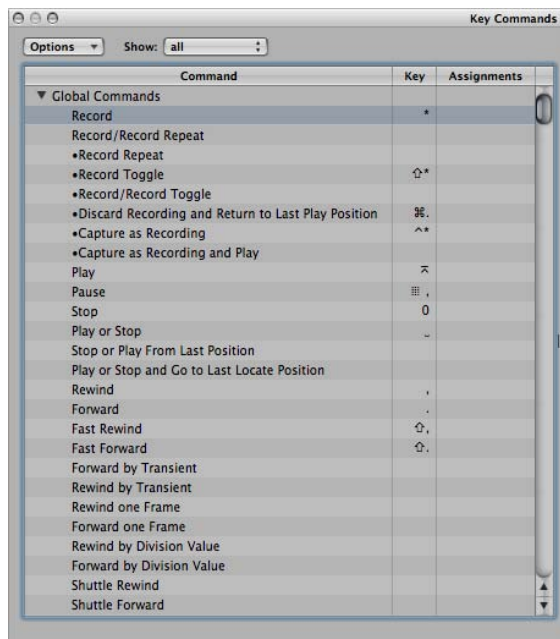 Key Commands
Options Show: all
Command Key Assignments
Global Commands
Record *
Record/Record Repeat
•Record Repeat
•Record Toggle ⇧*
•Record/Record Toggle
•Discard Recording and Return to Last Play Position ⌘.
•Capture as Recording ^*
•Capture as Recording and Play
Play ⌅
Pause ,
Stop 0
Play or Stop ⎵
Stop or Play From Last Position
Play or Stop and Go to Last Locate Position
Rewind ,
Forward .
Fast Rewind ⇧,
Fast Forward ⇧.
Forward by Transient
Rewind by Transient
Rewind one Frame
Forward one Frame
Rewind by Division Value
Forward by Division Value
Shuttle Rewind
Shuttle Forward